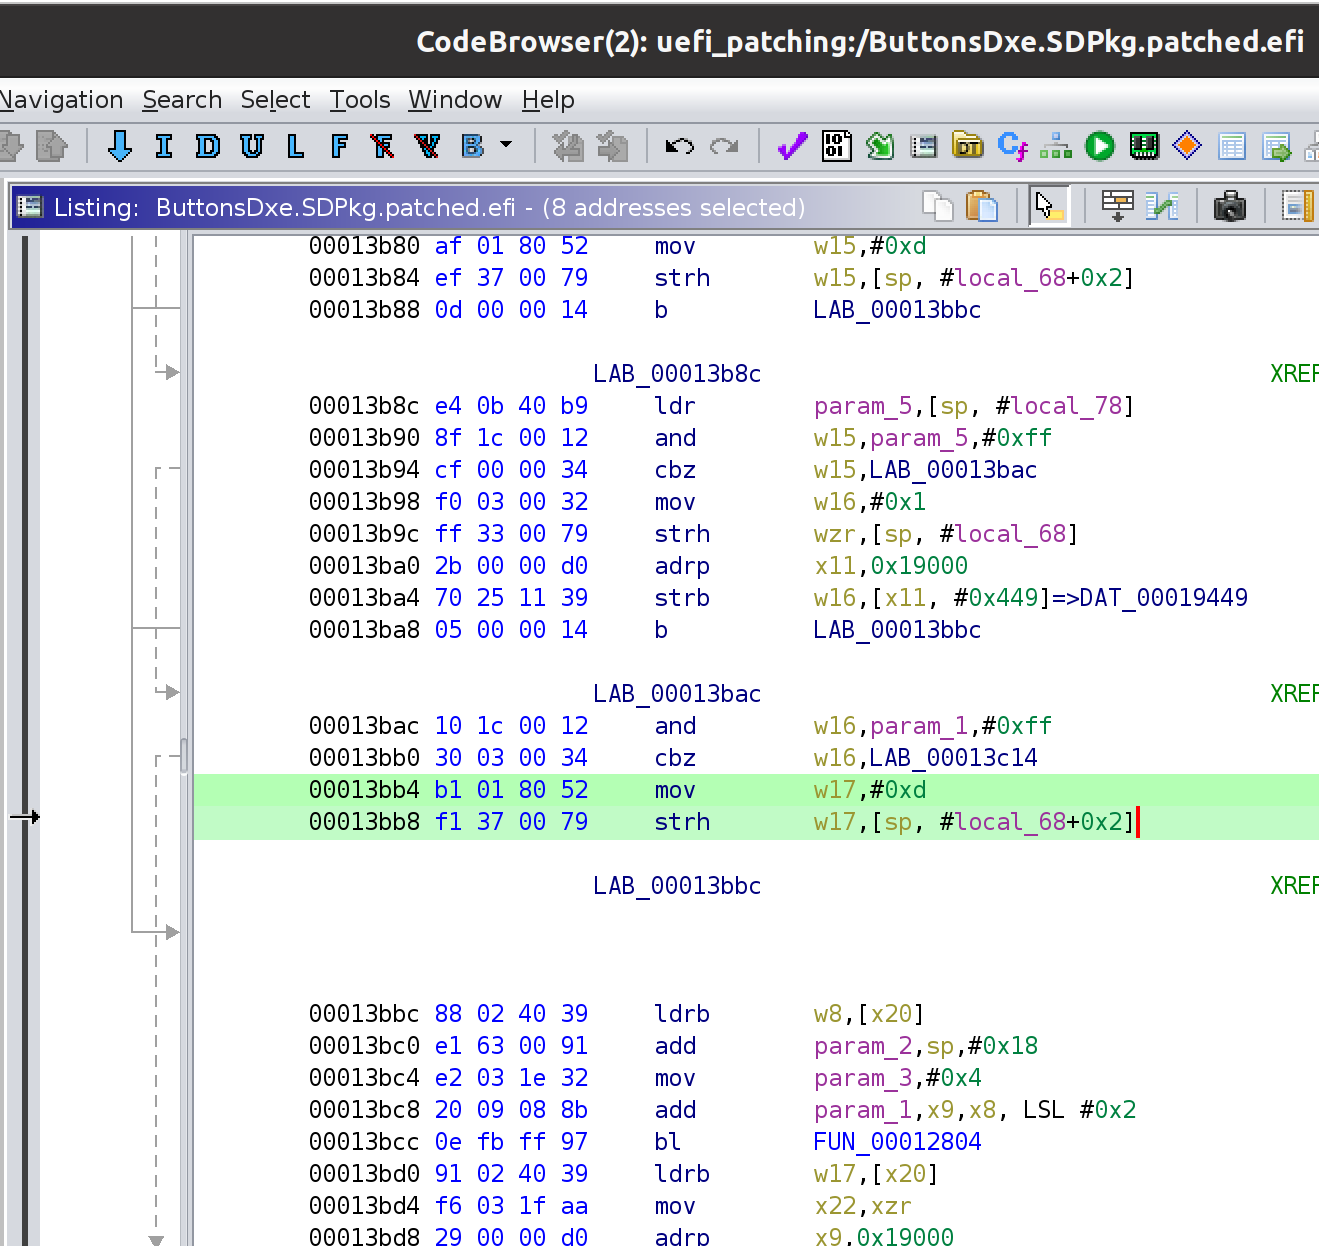 CodeBrowser(2): uefi_patching:/ButtonsDxe.SDPkg.patched.efi
Navigation Search Select Tools Window Help
I D U L F F V B
Listing: ButtonsDxe.SDPkg.patched.efi - (8 addresses selected)
00013b80 af 01 80 52 mov w15,#0xd
00013b84 ef 37 00 79 strh w15,[sp, #local_68+0x2]
00013b88 0d 00 00 14 b LAB_00013bbc
LAB_00013b8c XREF
00013b8c e4 0b 40 b9 ldr param_5,[sp, #local_78]
00013b90 8f 1c 00 12 and w15,param_5,#0xff
00013b94 cf 00 00 34 cbz w15,LAB_00013bac
00013b98 f0 03 00 32 mov w16,#0x1
00013b9c ff 33 00 79 strh wzr,[sp, #local_68]
00013ba0 2b 00 00 d0 adrp x11,0x19000
00013ba4 70 25 11 39 strb w16,[x11, #0x449]=>DAT_00019449
00013ba8 05 00 00 14 b LAB_00013bbc
LAB_00013bac XREF
00013bac 10 1c 00 12 and w16,param_1,#0xff
00013bb0 30 03 00 34 cbz w16,LAB_00013c14
00013bb4 b1 01 80 52 mov w17,#0xd
00013bb8 f1 37 00 79 strh w17,[sp, #local_68+0x2]
LAB_00013bbc XREF
00013bbc 88 02 40 39 ldrb w8,[x20]
00013bc0 e1 63 00 91 add param_2,sp,#0x18
00013bc4 e2 03 1e 32 mov param_3,#0x4
00013bc8 20 09 08 8b add param_1,x9,x8, LSL #0x2
00013bcc 0e fb ff 97 bl FUN_00012804
00013bd0 91 02 40 39 ldrb w17,[x20]
00013bd4 f6 03 1f aa mov x22,xzr
00013bd8 29 00 00 d0 adrp x9,0x19000